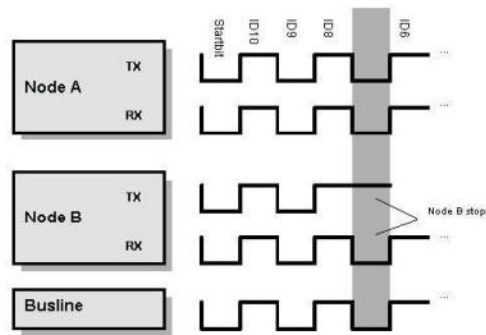 Startbit
ID10
ID9
ID8
ID6
TX
...
Node A
RX
...
TX
Node B stop
Node B
RX
...
Busline
...